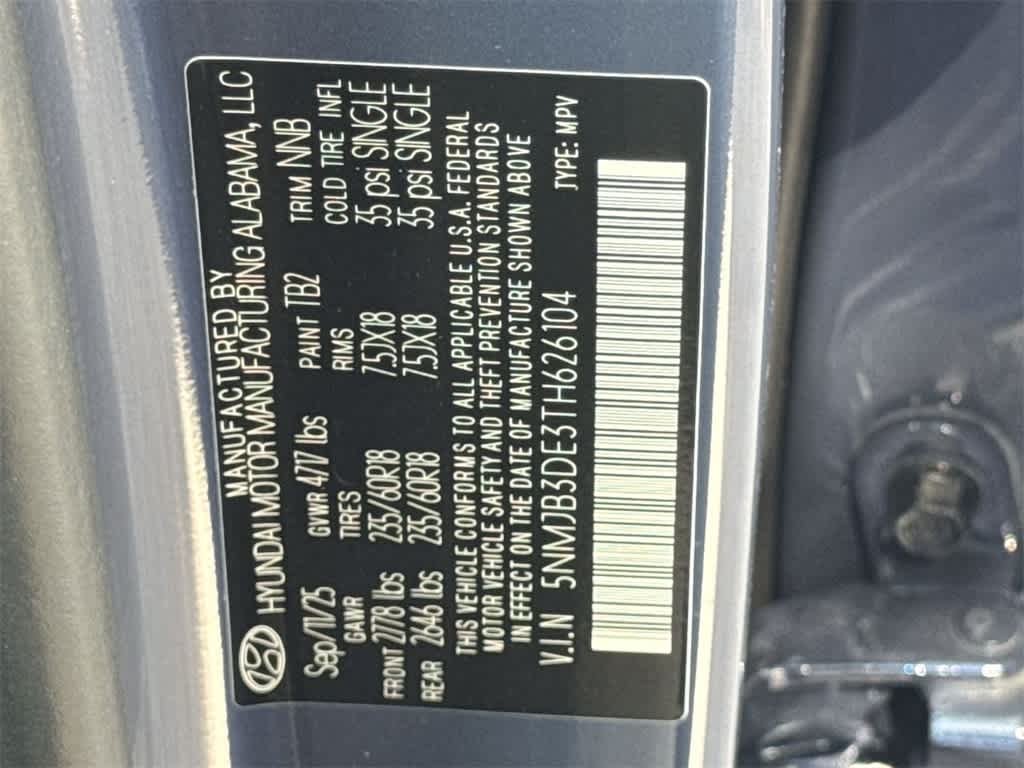 MANUFACTURED BY
HYUNDAI MOTOR MANUFACTURING ALABAMA, LLC
Sep/11/25 GVWR 4717 lbs PAINT TB2 TRIM NNB
GAWR TIRES RIMS COLD TIRE INFL
FRONT 2778 lbs 235/60R18 7.5JX18 35 psi SINGLE
REAR 2646 lbs 235/60R18 7.5JX18 35 psi SINGLE
THIS VEHICLE CONFORMS TO ALL APPLICABLE U.S.A. FEDERAL
MOTOR VEHICLE SAFETY AND THEFT PREVENTION STANDARDS
IN EFFECT ON THE DATE OF MANUFACTURE SHOWN ABOVE
V.I.N 5NMJB3DE3TH626104 TYPE: MPV